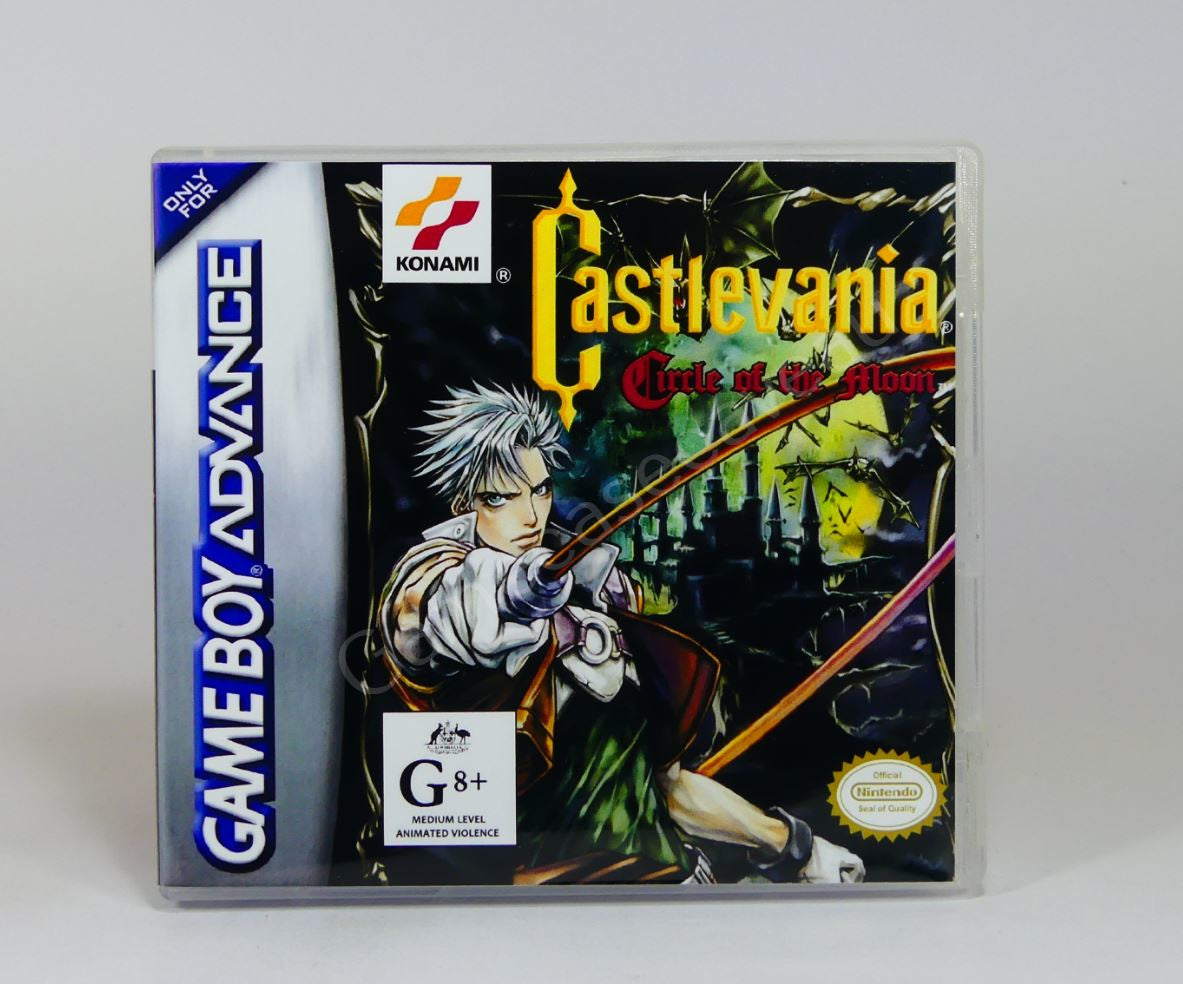 ONLY
FOR
GAME BOY ADVANCE
®
KONAMI
®
Castlevania
®
Circle of the Moon
TM
G 8+
MEDIUM LEVEL
ANIMATED VIOLENCE
Official
Nintendo
Seal of Quality